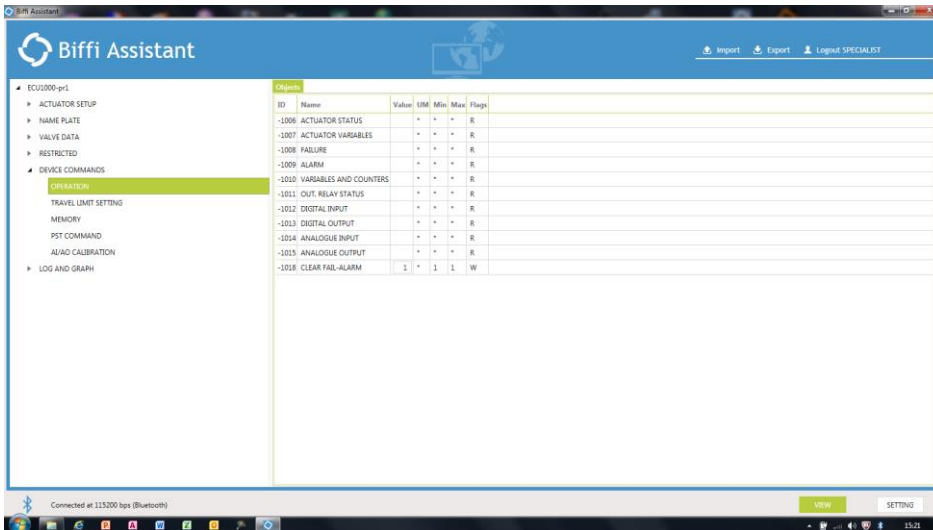 Biffi Assistant
Biffi Assistant
Import Export Logout SPECIALIST
ECU1000-pr1
ACTUATOR SETUP
NAME PLATE
VALVE DATA
RESTRICTED
DEVICE COMMANDS
OPERATION
TRAVEL LIMIT SETTING
MEMORY
PST COMMAND
AI/AO CALIBRATION
LOG AND GRAPH
Objects
ID Name Value UM Min Max Flags
-1006 ACTUATOR STATUS * * * R
-1007 ACTUATOR VARIABLES * * * R
-1008 FAILURE * * * R
-1009 ALARM * * * R
-1010 VARIABLES AND COUNTERS * * * R
-1011 OUT. RELAY STATUS * * * R
-1012 DIGITAL INPUT * * * R
-1013 DIGITAL OUTPUT * * * R
-1014 ANALOGUE INPUT * * * R
-1015 ANALOGUE OUTPUT * * * R
-1018 CLEAR FAIL-ALARM 1 * 1 1 W
Connected at 115200 bps (Bluetooth)
VIEW SETTING
15:21